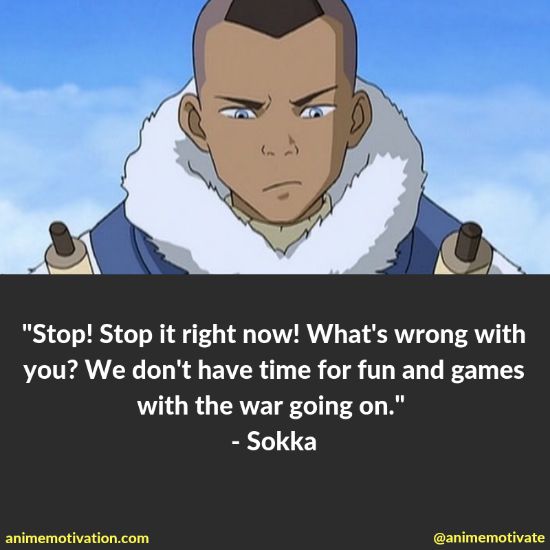 "Stop! Stop it right now! What's wrong with
you? We don't have time for fun and games
with the war going on."
- Sokka
animemotivation.com
@animemotivate